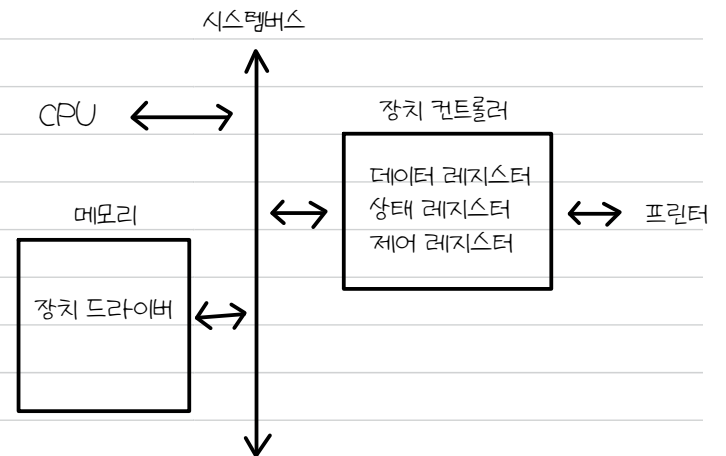 시스템버스
CPU
장치 컨트롤러
데이터 레지스터
상태 레지스터
제어 레지스터
프린터
메모리
장치 드라이버